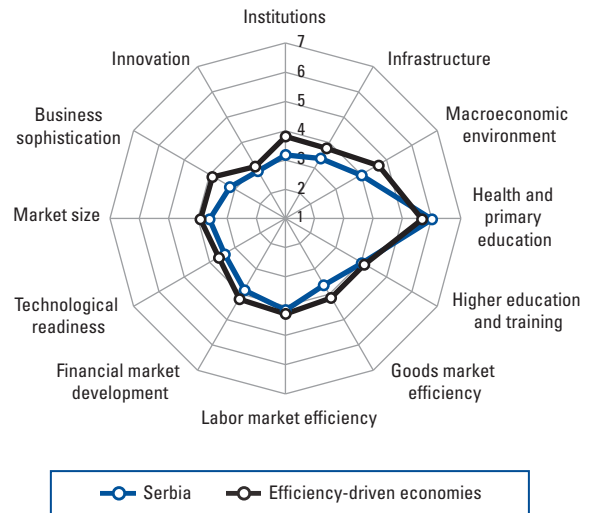 Institutions
7
Innovation
Infrastructure
6
5
Business
sophistication
Macroeconomic
environment
4
3
2
Market size
1
Health and
primary
education
Technological
readiness
Higher education
and training
Financial market
development
Goods market
efficiency
Labor market efficiency
Serbia
Efficiency-driven economies